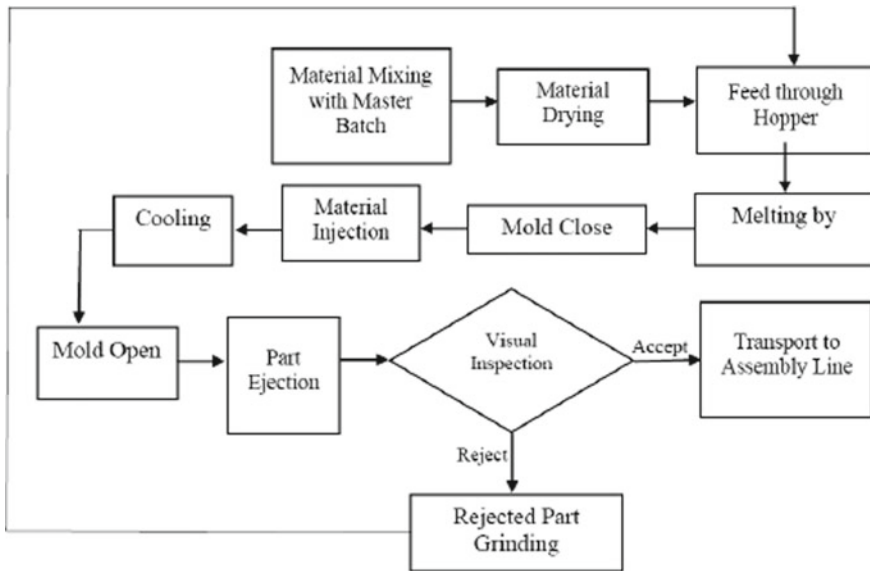 Material Mixing
with Master
Batch
Material
Drying
Feed through
Hopper
Melting by
Mold Close
Material
Injection
Cooling
Mold Open
Part
Ejection
Visual
Inspection
Accept
Transport to
Assembly Line
Reject
Rejected Part
Grinding